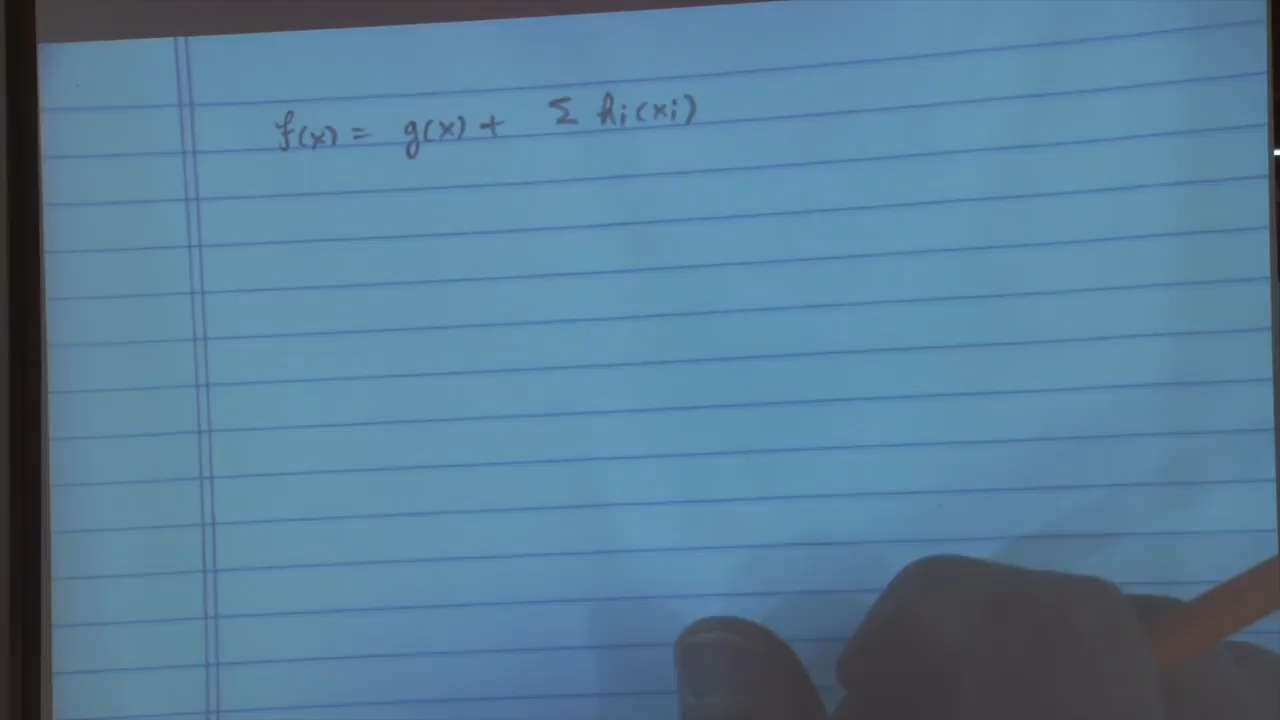 f(x) = g(x) + Σ hi(xi)